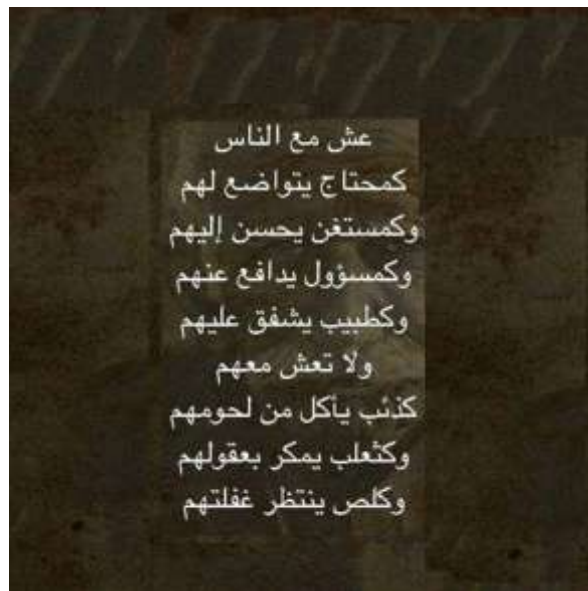 عش مع الناس
كمحتاج يتواضع لهم
وكمستغن يحسن إليهم
وكمسؤول يدافع عنهم
وكطبيب يشفق عليهم
ولا تعش معهم
كذئب يأكل من لحومهم
وكثعلب يمكر بعقولهم
وكلص ينتظر غفلتهم